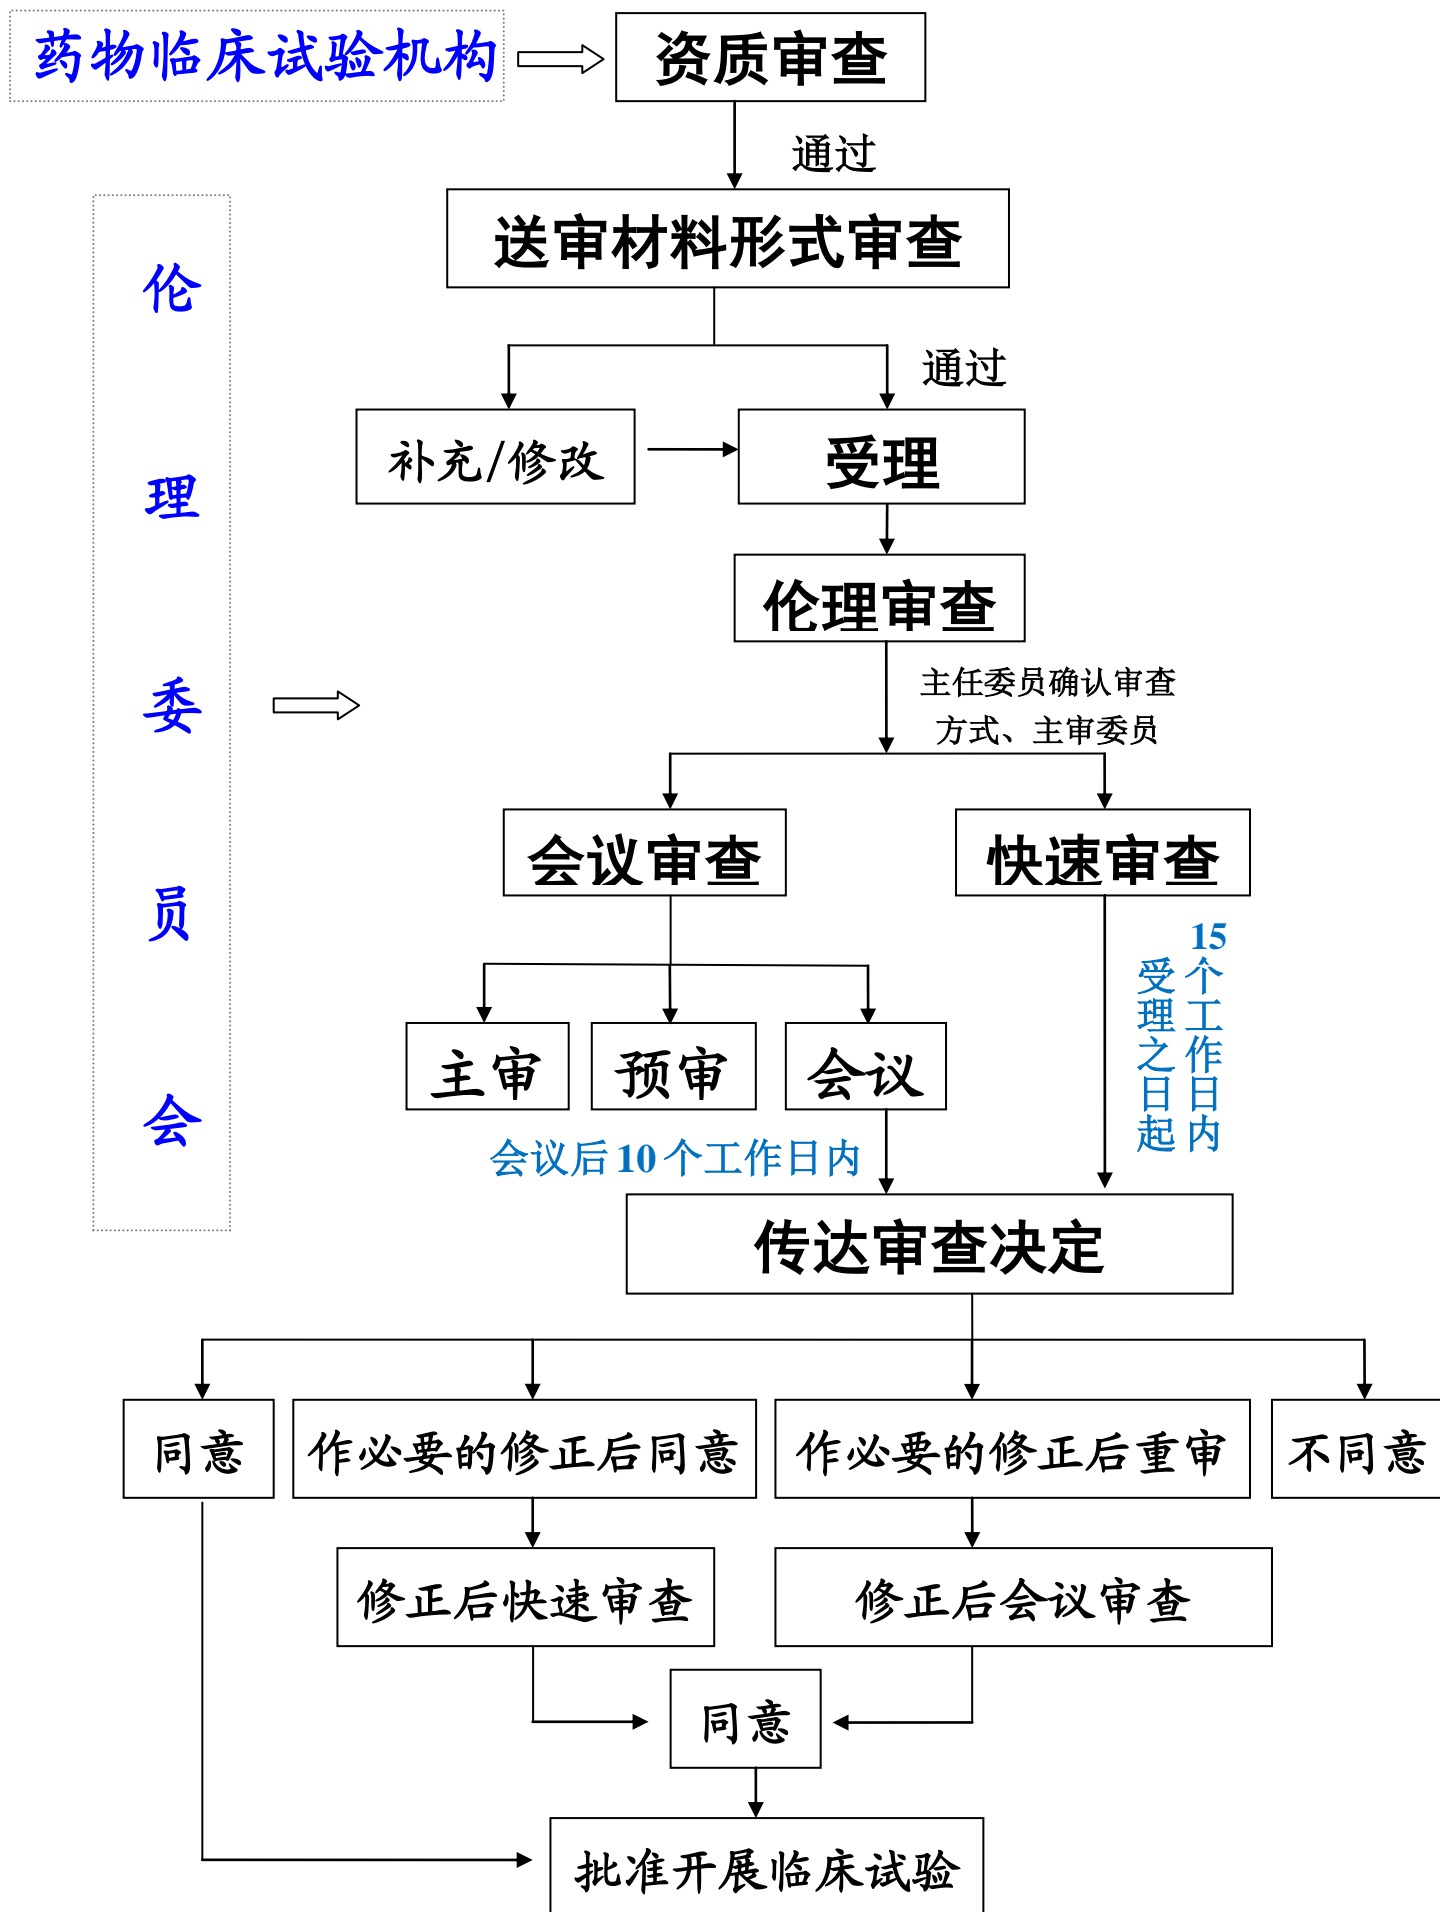 药物临床试验机构
资质审查
通过
送审材料形式审查
通过
补充/修改
受理
伦理审查
伦理委员会
主任委员确认审查
方式、主审委员
会议审查
快速审查
受理之日起
15个工作日内
主审
预审
会议
会议后10个工作日内
传达审查决定
同意
作必要的修正后同意
作必要的修正后重审
不同意
修正后快速审查
修正后会议审查
同意
批准开展临床试验